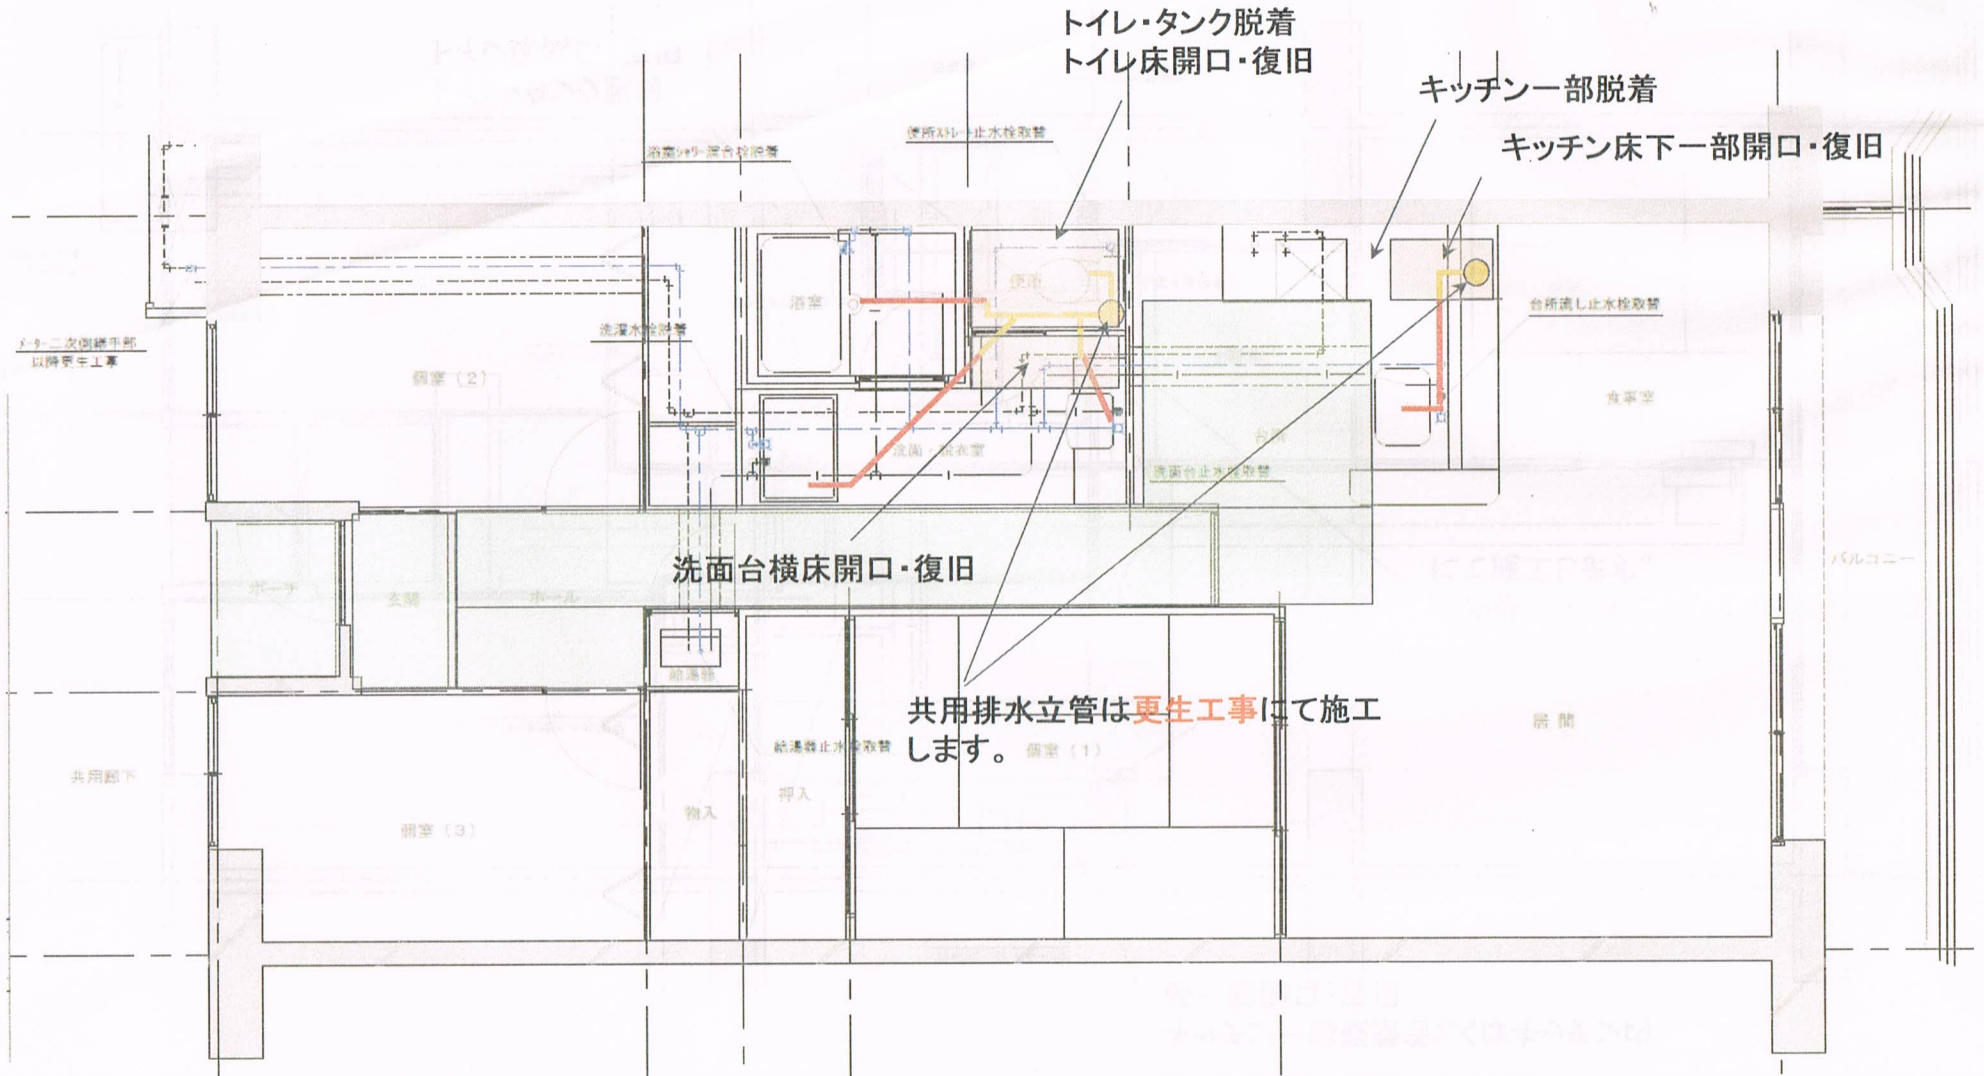 トイレ・タンク脱着
トイレ床開口・復旧
キッチン一部脱着
キッチン床下一部開口・復旧
便所ストレート止水栓取替
浴室シャワー混合栓脱着
メーター二次側継手部
以降更生工事
洗濯水栓脱着
浴室
便所
台所流し止水栓取替
個室（2）
食事室
洗面・脱衣室
台所
洗面台止水栓取替
洗面台横床開口・復旧
ポーチ
玄関
ホール
バルコニー
給湯器
共用排水立管は更生工事にて施工
します。
居間
給湯器止水栓取替
個室（1）
共用廊下
押入
物入
個室（3）